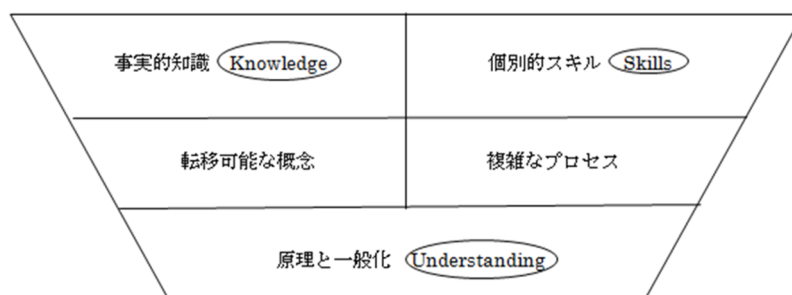 事実的知識 Knowledge 個別的スキル Skills
転移可能な概念 複雑なプロセス
原理と一般化 Understanding